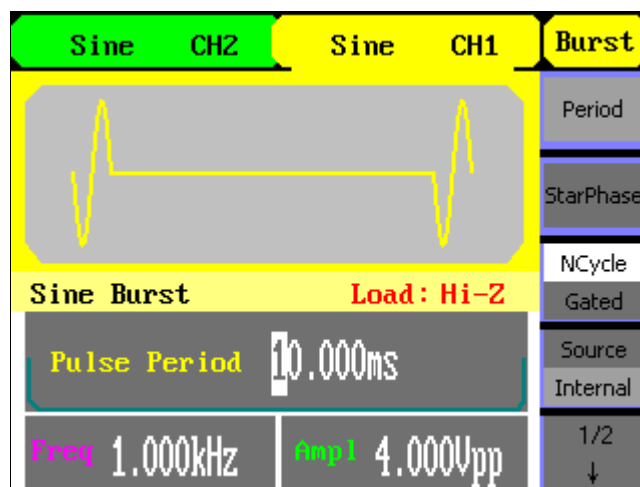 Sine CH2 Sine CH1 Burst
Period
StarPhase
NCycle
Gated
Source
Internal
1/2
↓
Sine Burst Load: Hi-Z
Pulse Period 10.000ms
Freq 1.000kHz Ampl 4.000Vpp